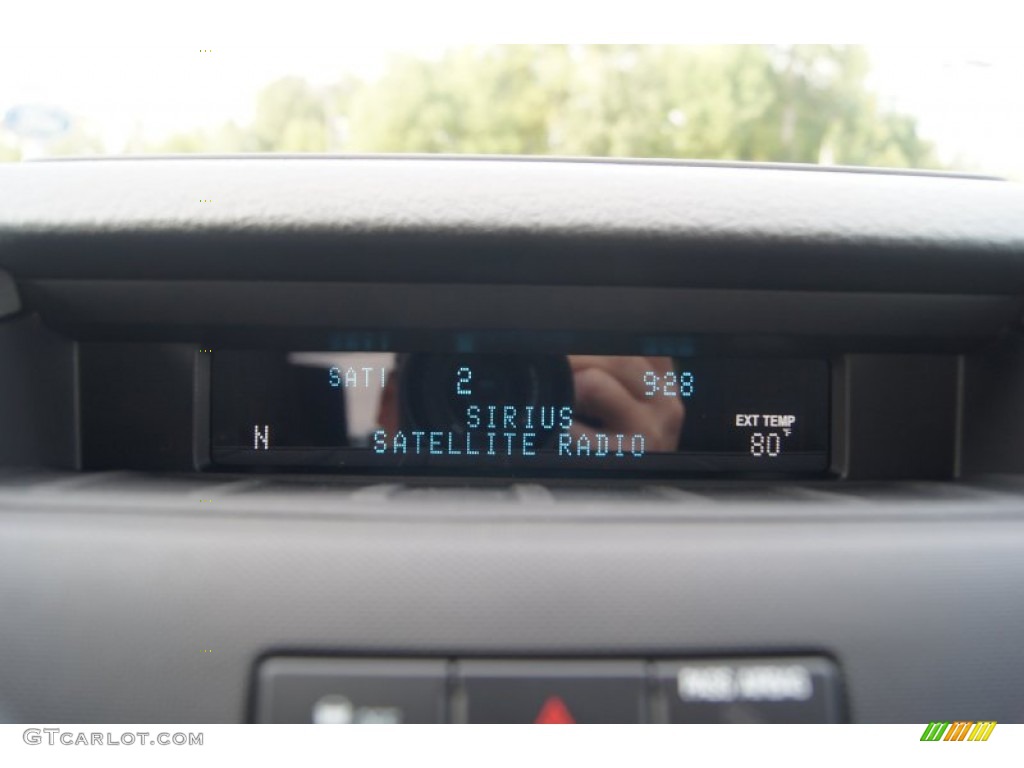 SAT1 2 9:28
SIRIUS
N SATELLITE RADIO
EXT TEMP
80°F
PASS AIRBAG
GTCARLOT.COM